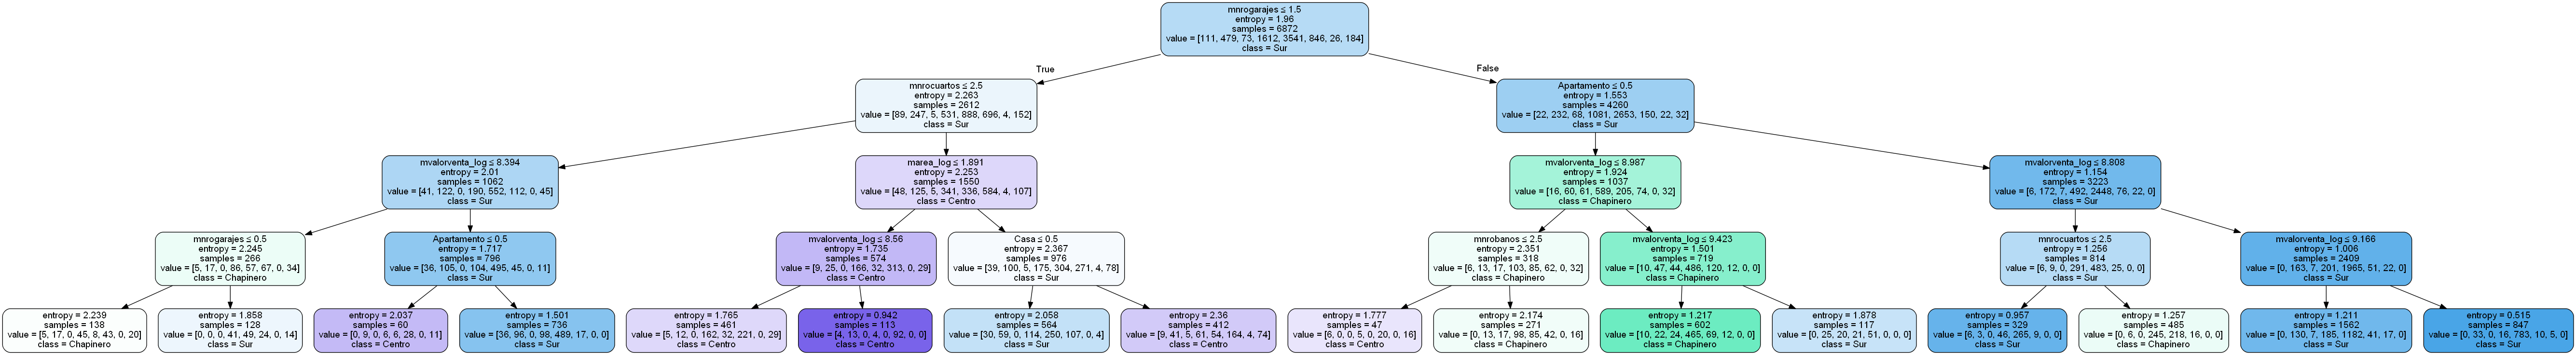 mnrogarajes ≤ 1.5
entropy = 1.96
samples = 6872
value = [111, 479, 73, 1612, 3541, 846, 26, 184]
class = Sur
True
False
mnrocuartos ≤ 2.5
entropy = 2.263
samples = 2612
value = [89, 247, 5, 531, 888, 696, 4, 152]
class = Sur
Apartamento ≤ 0.5
entropy = 1.553
samples = 4260
value = [22, 232, 68, 1081, 2653, 150, 22, 32]
class = Sur
mvalorventa_log ≤ 8.394
entropy = 2.01
samples = 1062
value = [41, 122, 0, 190, 552, 112, 0, 45]
class = Sur
marea_log ≤ 1.891
entropy = 2.253
samples = 1550
value = [48, 125, 5, 341, 336, 584, 4, 107]
class = Centro
mvalorventa_log ≤ 8.987
entropy = 1.924
samples = 1037
value = [16, 60, 61, 589, 205, 74, 0, 32]
class = Chapinero
mvalorventa_log ≤ 8.808
entropy = 1.154
samples = 3223
value = [6, 172, 7, 492, 2448, 76, 22, 0]
class = Sur
mnrogarajes ≤ 0.5
entropy = 2.245
samples = 266
value = [5, 17, 0, 86, 57, 67, 0, 34]
class = Chapinero
Apartamento ≤ 0.5
entropy = 1.717
samples = 796
value = [36, 105, 0, 104, 495, 45, 0, 11]
class = Sur
mvalorventa_log ≤ 8.56
entropy = 1.735
samples = 574
value = [9, 25, 0, 166, 32, 313, 0, 29]
class = Centro
Casa ≤ 0.5
entropy = 2.367
samples = 976
value = [39, 100, 5, 175, 304, 271, 4, 78]
class = Sur
mnrobanos ≤ 2.5
entropy = 2.351
samples = 318
value = [6, 13, 17, 103, 85, 62, 0, 32]
class = Chapinero
mvalorventa_log ≤ 9.423
entropy = 1.501
samples = 719
value = [10, 47, 44, 486, 120, 12, 0, 0]
class = Chapinero
mnrocuartos ≤ 2.5
entropy = 1.256
samples = 814
value = [6, 9, 0, 291, 483, 25, 0, 0]
class = Sur
mvalorventa_log ≤ 9.166
entropy = 1.006
samples = 2409
value = [0, 163, 7, 201, 1965, 51, 22, 0]
class = Sur
entropy = 2.239
samples = 138
value = [5, 17, 0, 45, 8, 43, 0, 20]
class = Chapinero
entropy = 1.858
samples = 128
value = [0, 0, 0, 41, 49, 24, 0, 14]
class = Sur
entropy = 2.037
samples = 60
value = [0, 9, 0, 6, 6, 28, 0, 11]
class = Centro
entropy = 1.501
samples = 736
value = [36, 96, 0, 98, 489, 17, 0, 0]
class = Sur
entropy = 1.765
samples = 461
value = [5, 12, 0, 162, 32, 221, 0, 29]
class = Centro
entropy = 0.942
samples = 113
value = [4, 13, 0, 4, 0, 92, 0, 0]
class = Centro
entropy = 2.058
samples = 564
value = [30, 59, 0, 114, 250, 107, 0, 4]
class = Sur
entropy = 2.36
samples = 412
value = [9, 41, 5, 61, 54, 164, 4, 74]
class = Centro
entropy = 1.777
samples = 47
value = [6, 0, 0, 5, 0, 20, 0, 16]
class = Centro
entropy = 2.174
samples = 271
value = [0, 13, 17, 98, 85, 42, 0, 16]
class = Chapinero
entropy = 1.217
samples = 602
value = [10, 22, 24, 465, 69, 12, 0, 0]
class = Chapinero
entropy = 1.878
samples = 117
value = [0, 25, 20, 21, 51, 0, 0, 0]
class = Sur
entropy = 0.957
samples = 329
value = [6, 3, 0, 46, 265, 9, 0, 0]
class = Sur
entropy = 1.257
samples = 485
value = [0, 6, 0, 245, 218, 16, 0, 0]
class = Chapinero
entropy = 1.211
samples = 1562
value = [0, 130, 7, 185, 1182, 41, 17, 0]
class = Sur
entropy = 0.515
samples = 847
value = [0, 33, 0, 16, 783, 10, 5, 0]
class = Sur